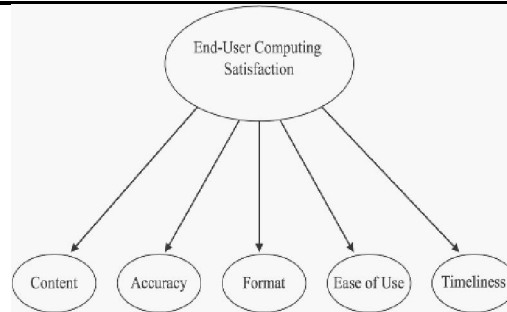 End-User Computing
Satisfaction
Content
Accuracy
Format
Ease of Use
Timeliness